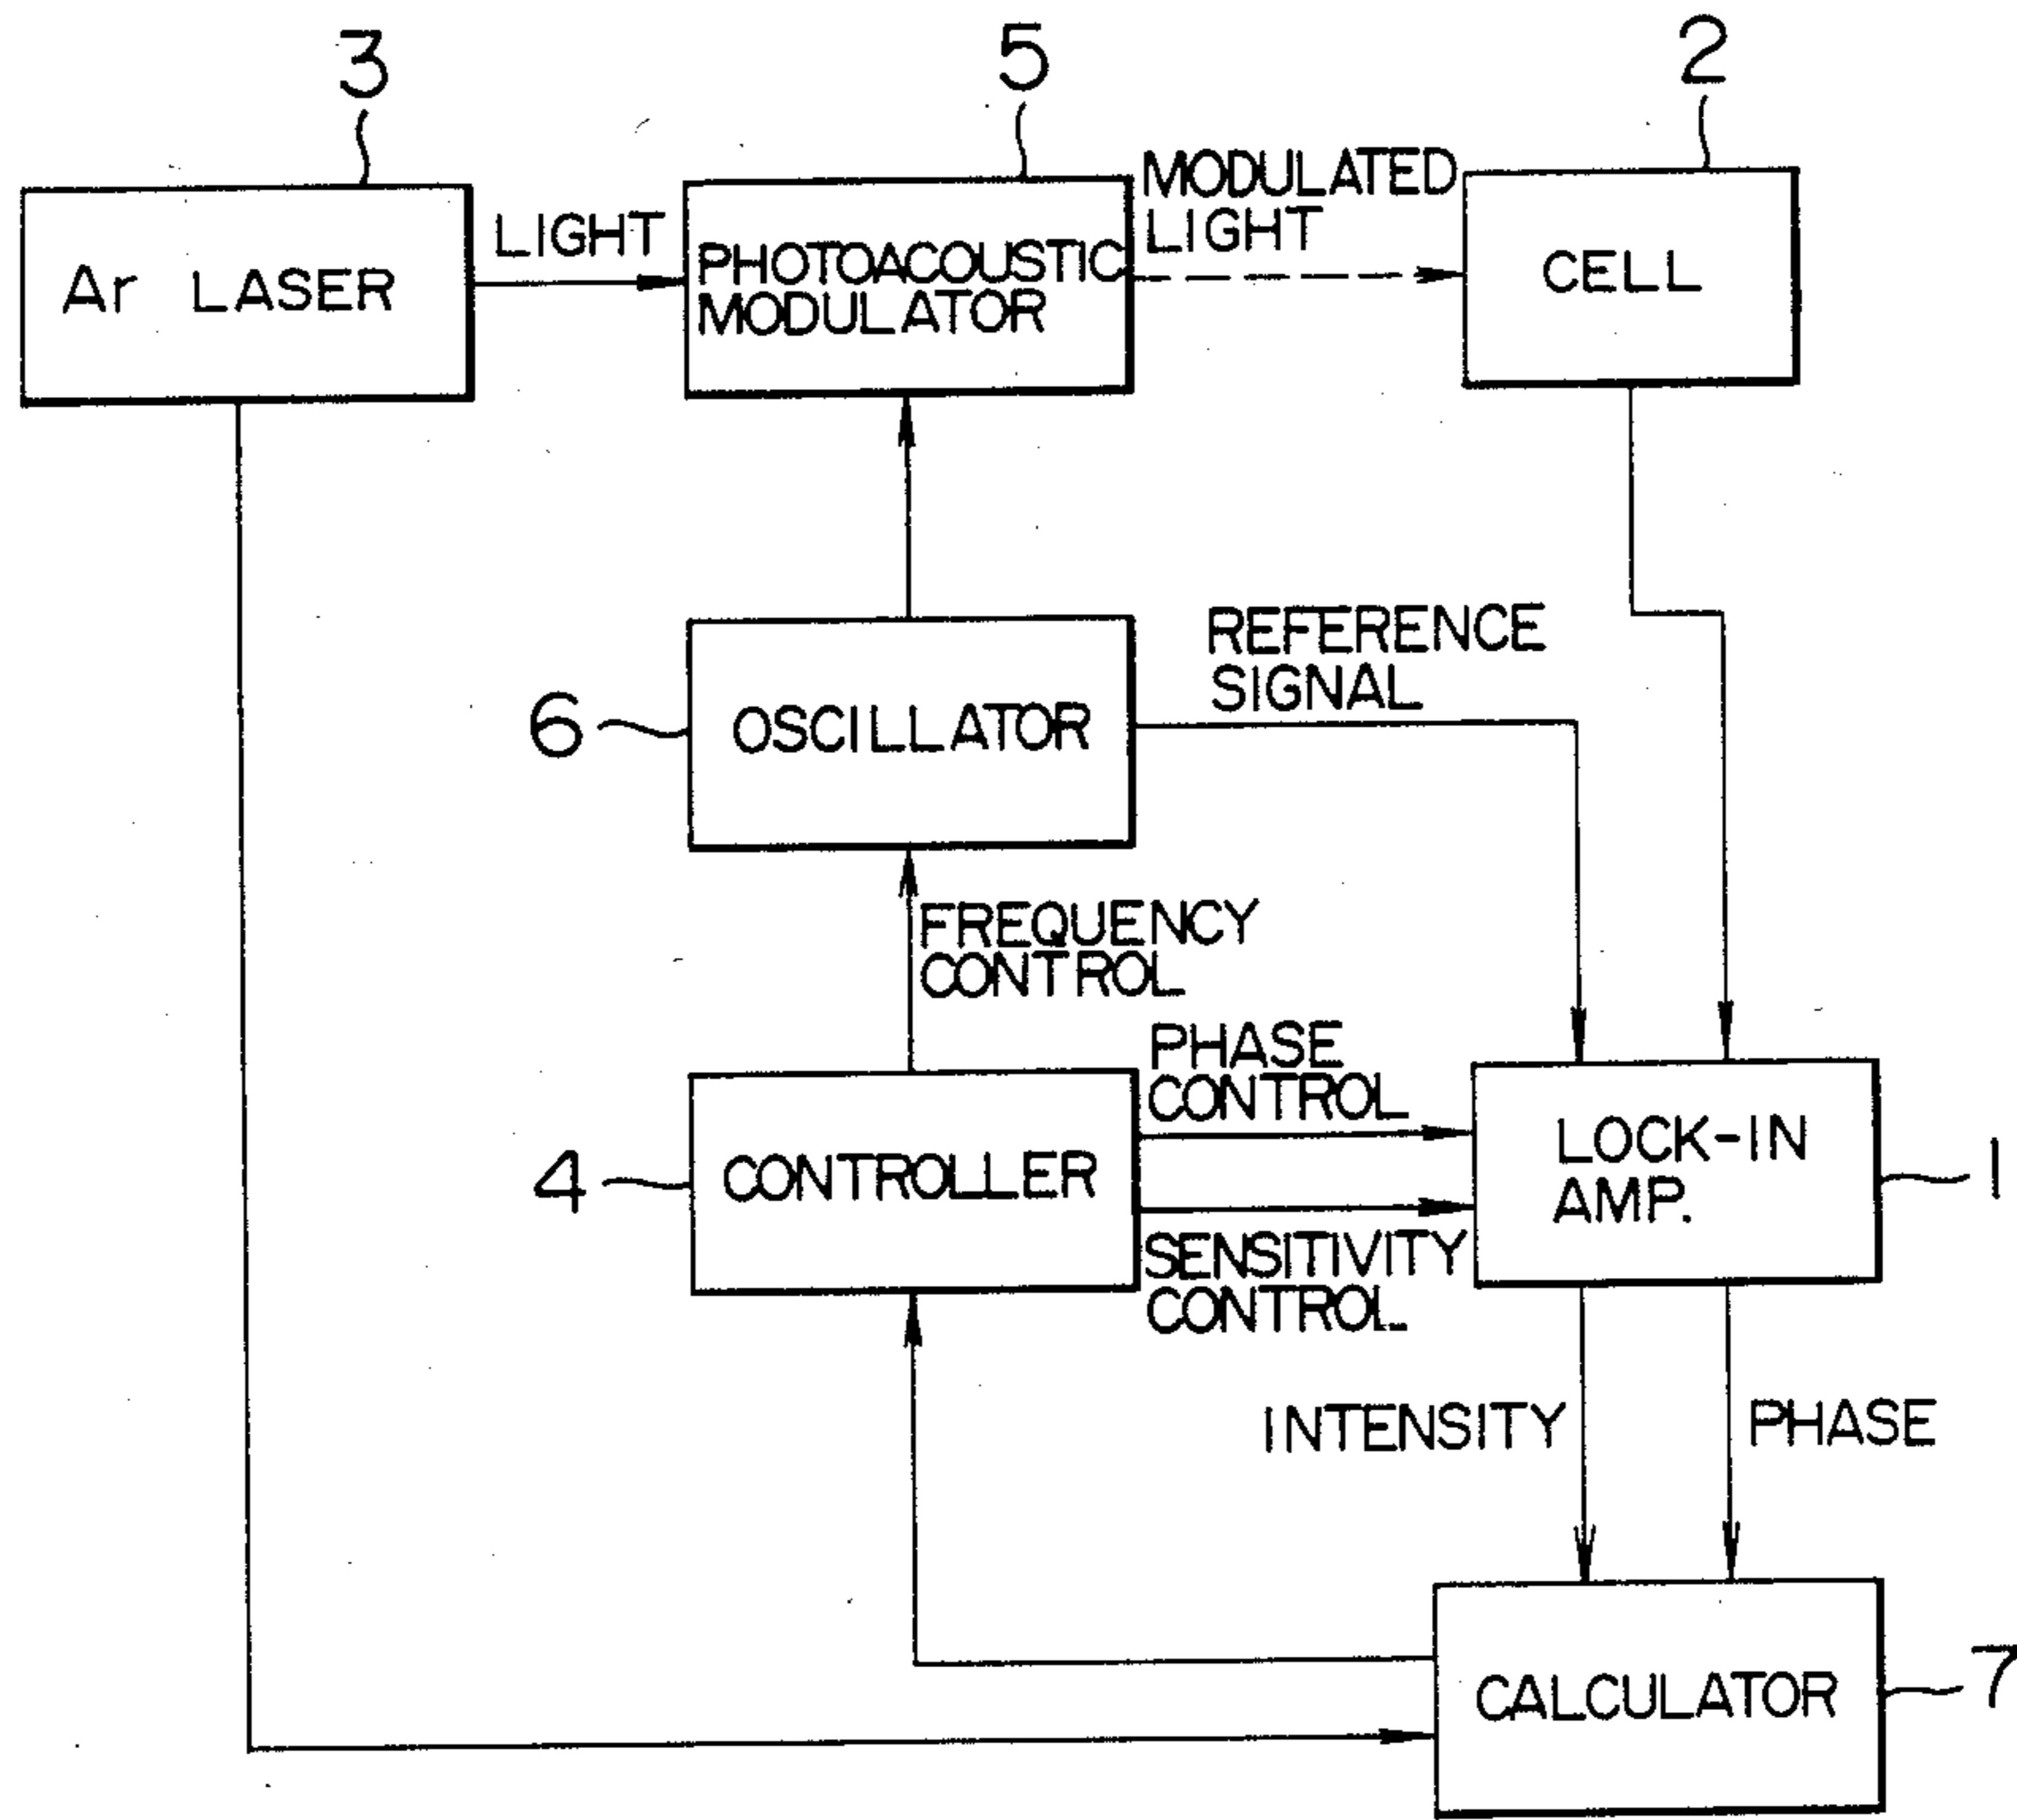 3
5
2
Ar LASER
LIGHT
PHOTOACOUSTIC
MODULATOR
MODULATED
LIGHT
CELL
6
OSCILLATOR
REFERENCE
SIGNAL
FREQUENCY
CONTROL
4
CONTROLLER
PHASE
CONTROL
SENSITIVITY
CONTROL
LOCK-IN
AMP.
1
INTENSITY
PHASE
CALCULATOR
7